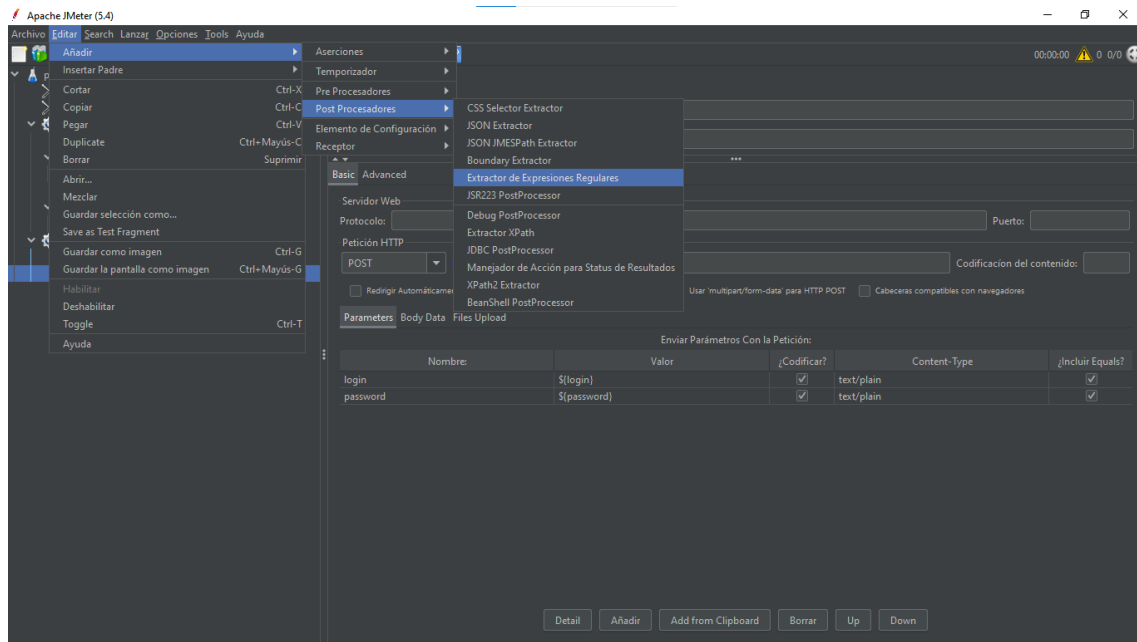 Apache JMeter (5.4)
Archivo Editar Search Lanzar Opciones Tools Ayuda
00:00:00 0 0/0
Añadir
Insertar Padre
Cortar Ctrl-X
Copiar Ctrl-C
Pegar Ctrl-V
Duplicate Ctrl+Mayús-C
Borrar Suprimir
Abrir...
Mezclar
Guardar selección como...
Save as Test Fragment
Guardar como imagen Ctrl-G
Guardar la pantalla como imagen Ctrl+Mayús-G
Habilitar
Deshabilitar
Toggle Ctrl-T
Ayuda
Aserciones
Temporizador
Pre Procesadores
Post Procesadores
Elemento de Configuración
Receptor
CSS Selector Extractor
JSON Extractor
JSON JMESPath Extractor
Boundary Extractor
Extractor de Expresiones Regulares
JSR223 PostProcessor
Debug PostProcessor
Extractor XPath
JDBC PostProcessor
Manejador de Acción para Status de Resultados
XPath2 Extractor
BeanShell PostProcessor
Basic Advanced
Servidor Web
Protocolo: Puerto:
Petición HTTP
POST Codificacíon del contenido:
Redirigir Automáticame Usar 'multipart/form-data' para HTTP POST Cabeceras compatibles con navegadores
Parameters Body Data Files Upload
Enviar Parámetros Con la Petición:
Nombre: Valor ¿Codificar? Content-Type ¿Incluir Equals?
login ${login} text/plain
password ${password} text/plain
Detail Añadir Add from Clipboard Borrar Up Down